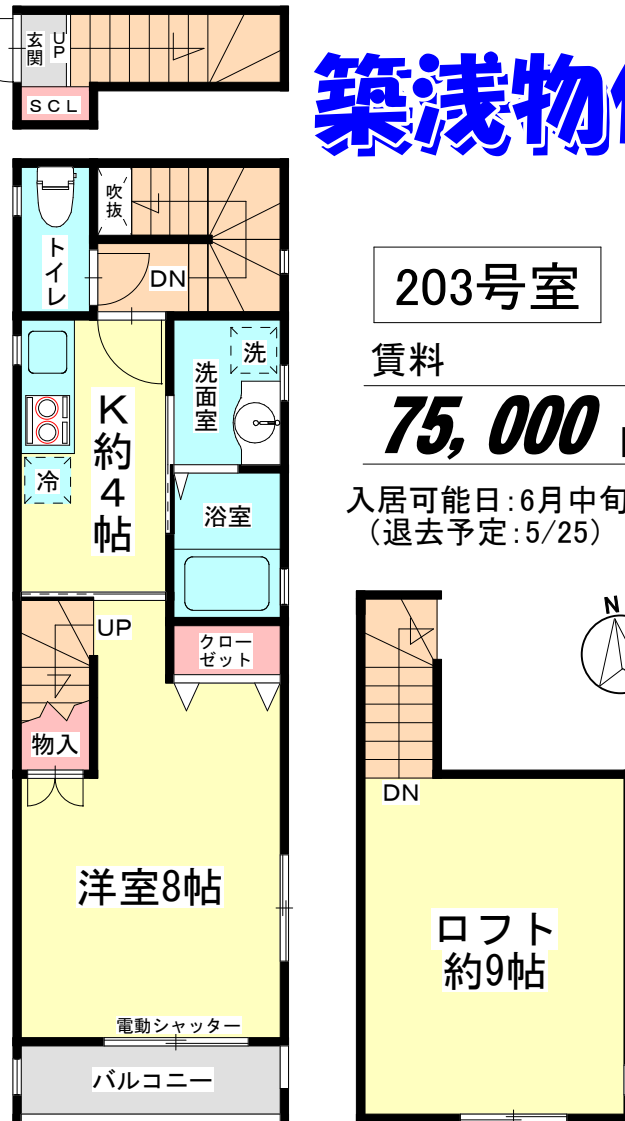 玄関
UP
SCL
築浅物
トイレ
吹抜
DN
洗
洗面室
K約4帖
冷
浴室
UP
クローゼット
物入
洋室8帖
電動シャッター
バルコニー
203号室
賃料
75,000
入居可能日:6月中旬
(退去予定:5/25)
N
DN
ロフト
約9帖